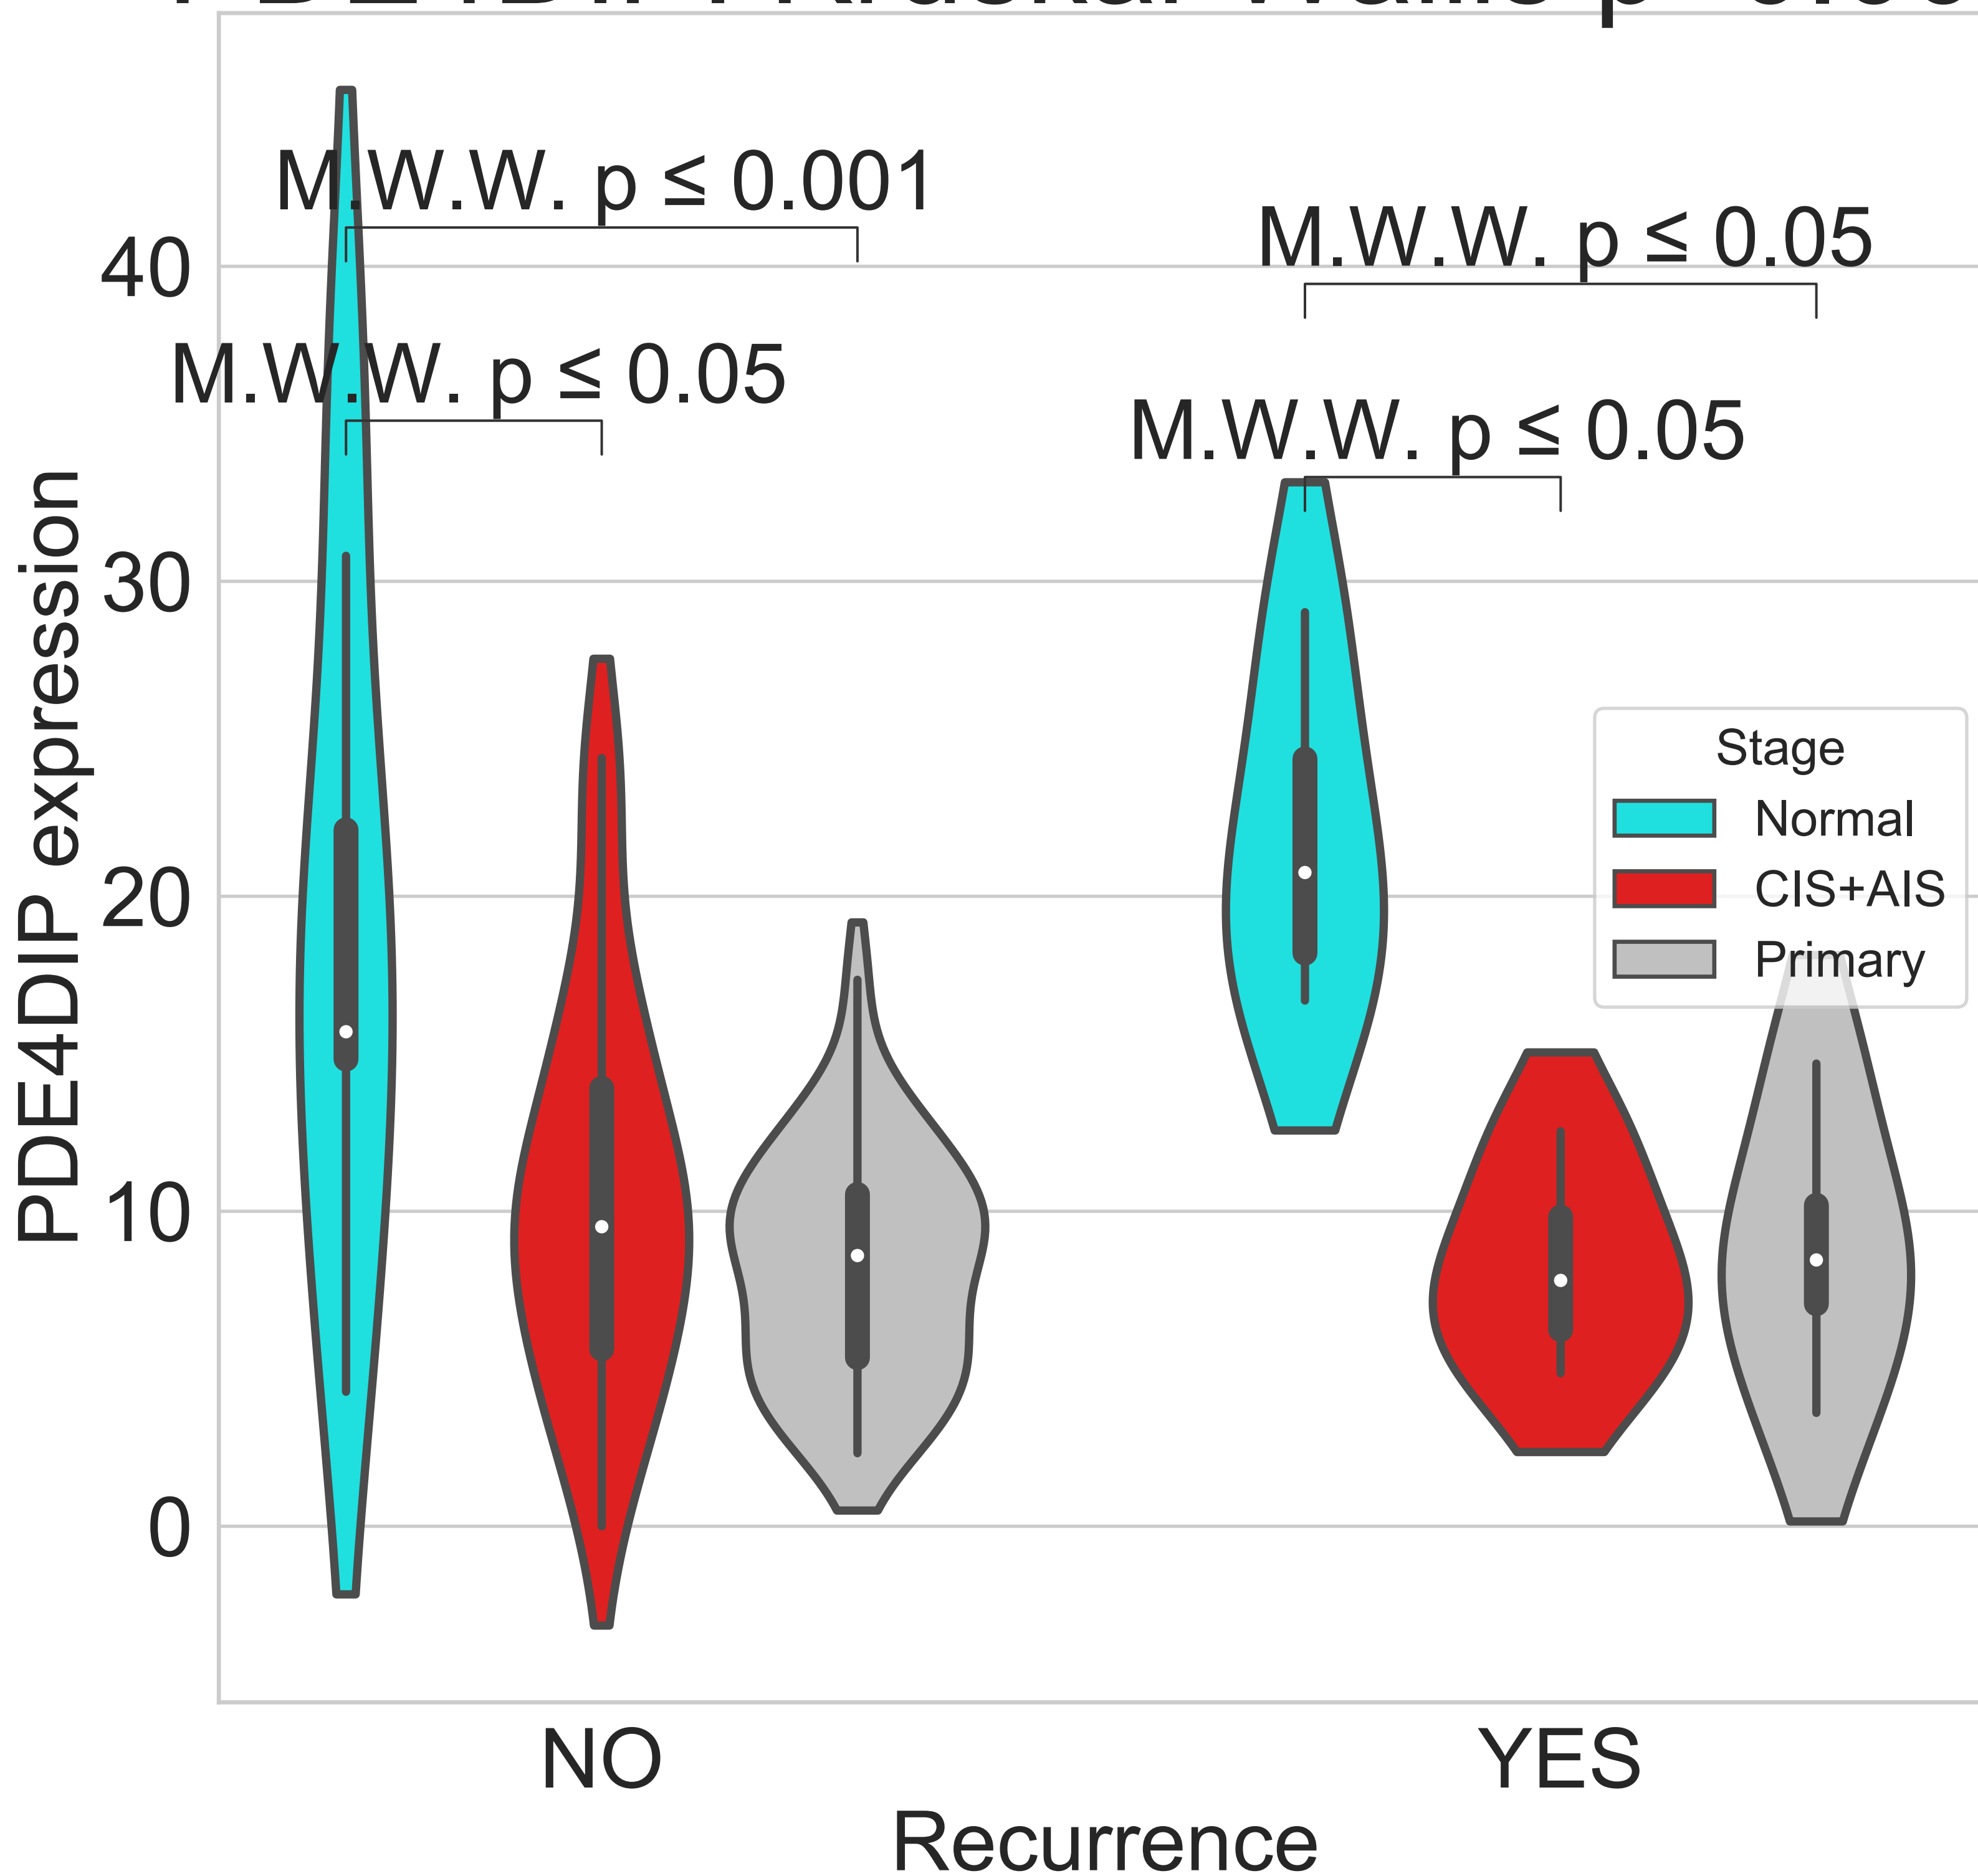 M.W.W. p ≤ 0.001
M.W.W. p ≤ 0.05
M.W.W. p ≤ 0.05
M.W.W. p ≤ 0.05
40
30
20
10
0
PDE4DIP expression
Stage
Normal
CIS+AIS
Primary
NO
YES
Recurrence